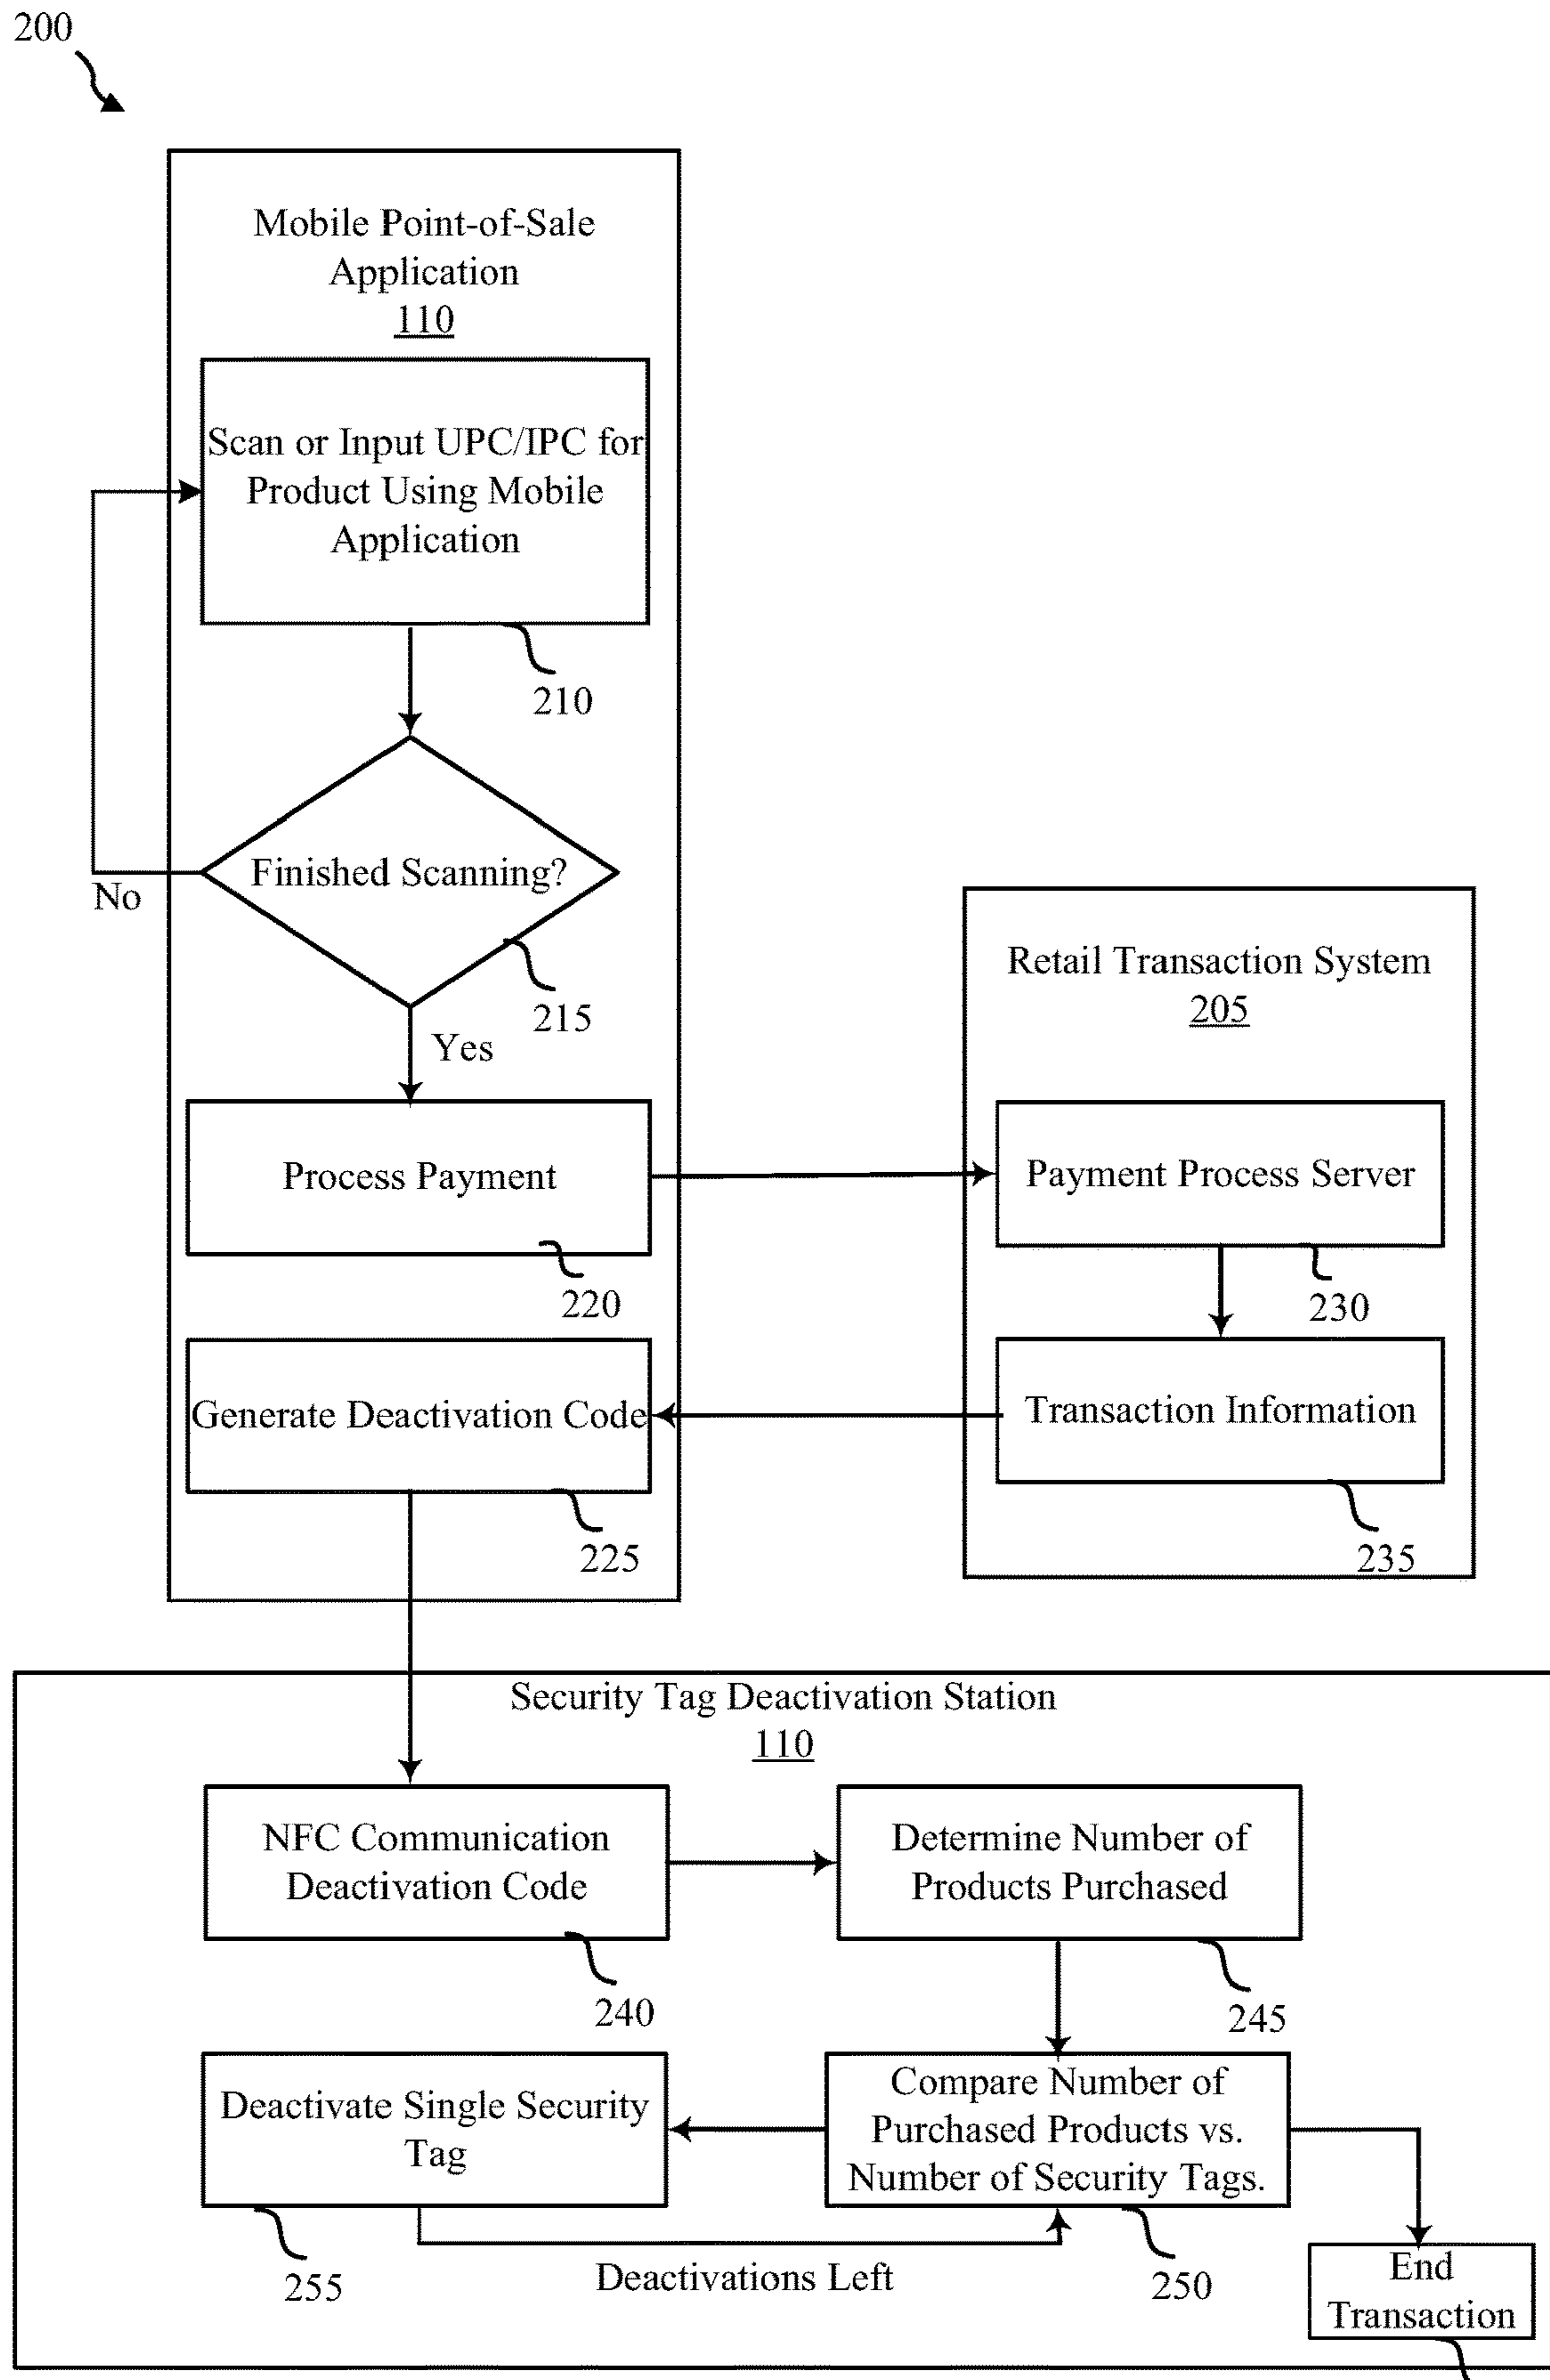 200
Mobile Point-of-Sale
Application
110
Scan or Input UPC/IPC for
Product Using Mobile
Application
210
Finished Scanning?
No
215
Yes
Process Payment
220
Generate Deactivation Code
225
Retail Transaction System
205
Payment Process Server
230
Transaction Information
235
Security Tag Deactivation Station
110
NFC Communication
Deactivation Code
240
Determine Number of
Products Purchased
245
Deactivate Single Security
Tag
255
Compare Number of
Purchased Products vs.
Number of Security Tags.
250
Deactivations Left
End
Transaction